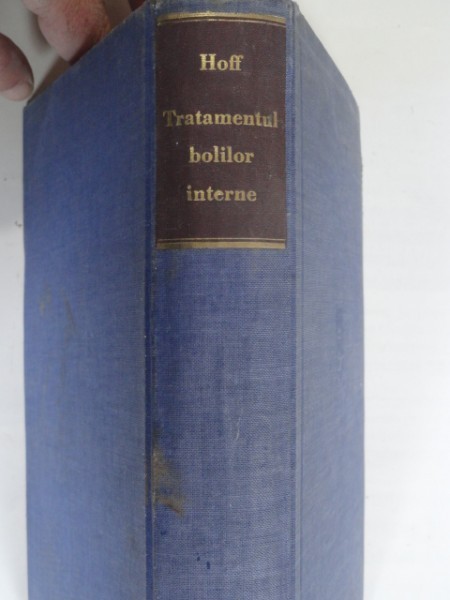 Hoff
Tratamentul
bolilor
interne